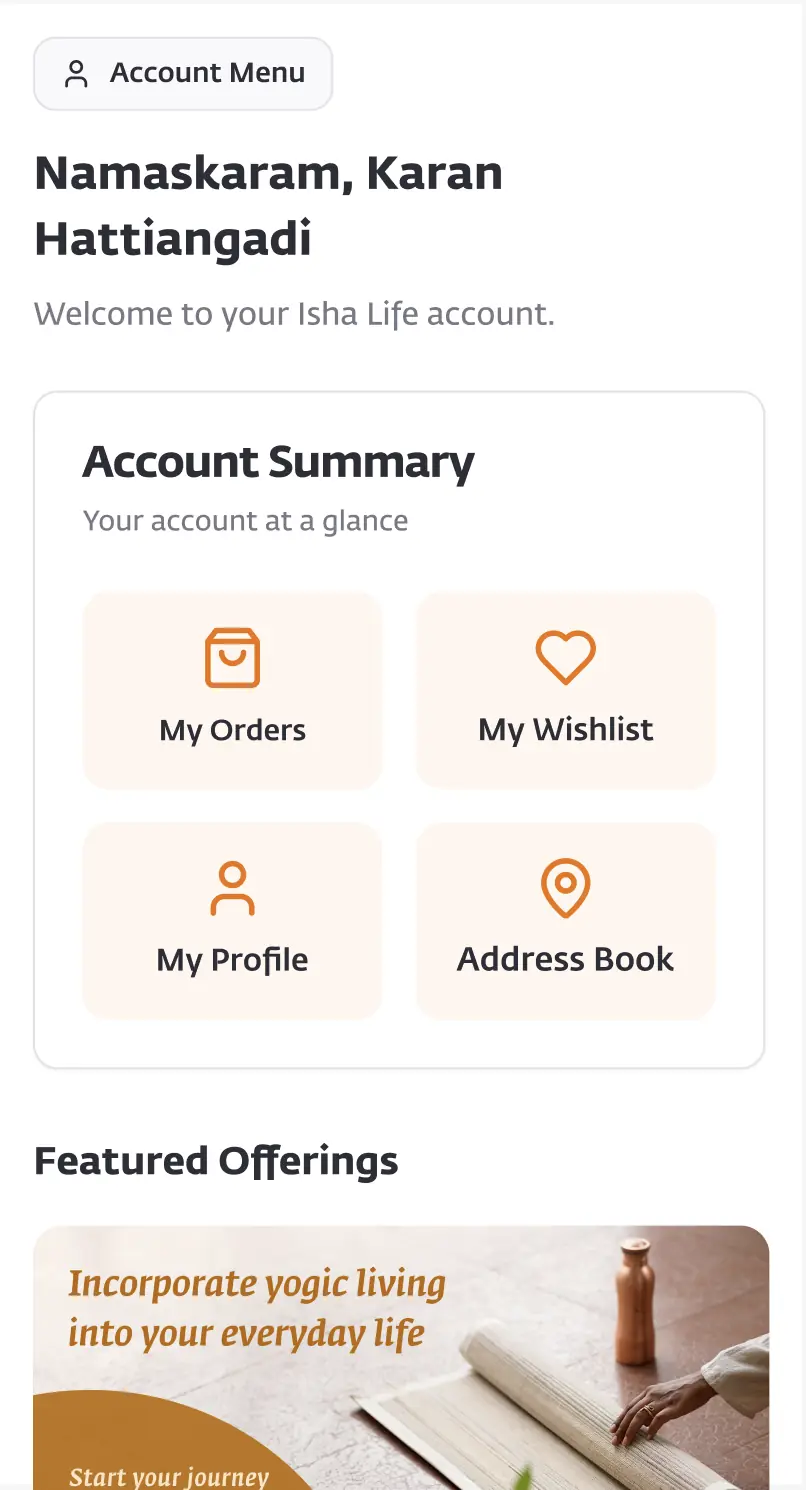 Account Menu
Namaskaram, Karan
Hattiangadi
Welcome to your Isha Life account.
Account Summary
Your account at a glance
My Orders
My Wishlist
My Profile
Address Book
Featured Offerings
Incorporate yogic living
into your everyday life
Start your journey